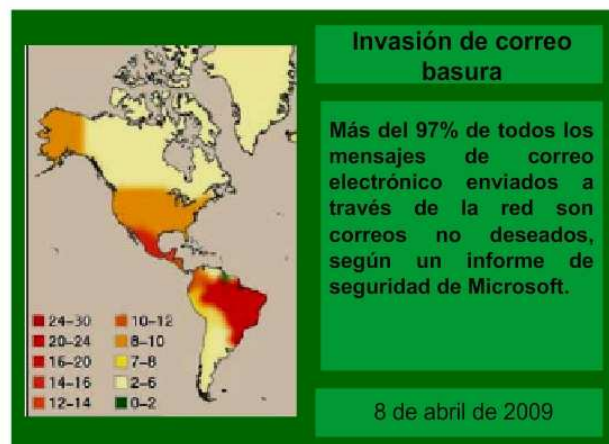 Invasión de correo
basura
Más del 97% de todos los
mensajes de correo
electrónico enviados a
través de la red son
correos no deseados,
según un informe de
seguridad de Microsoft.
24–30
20–24
16–20
14–16
12–14
10–12
8–10
7–8
2–6
0–2
8 de abril de 2009